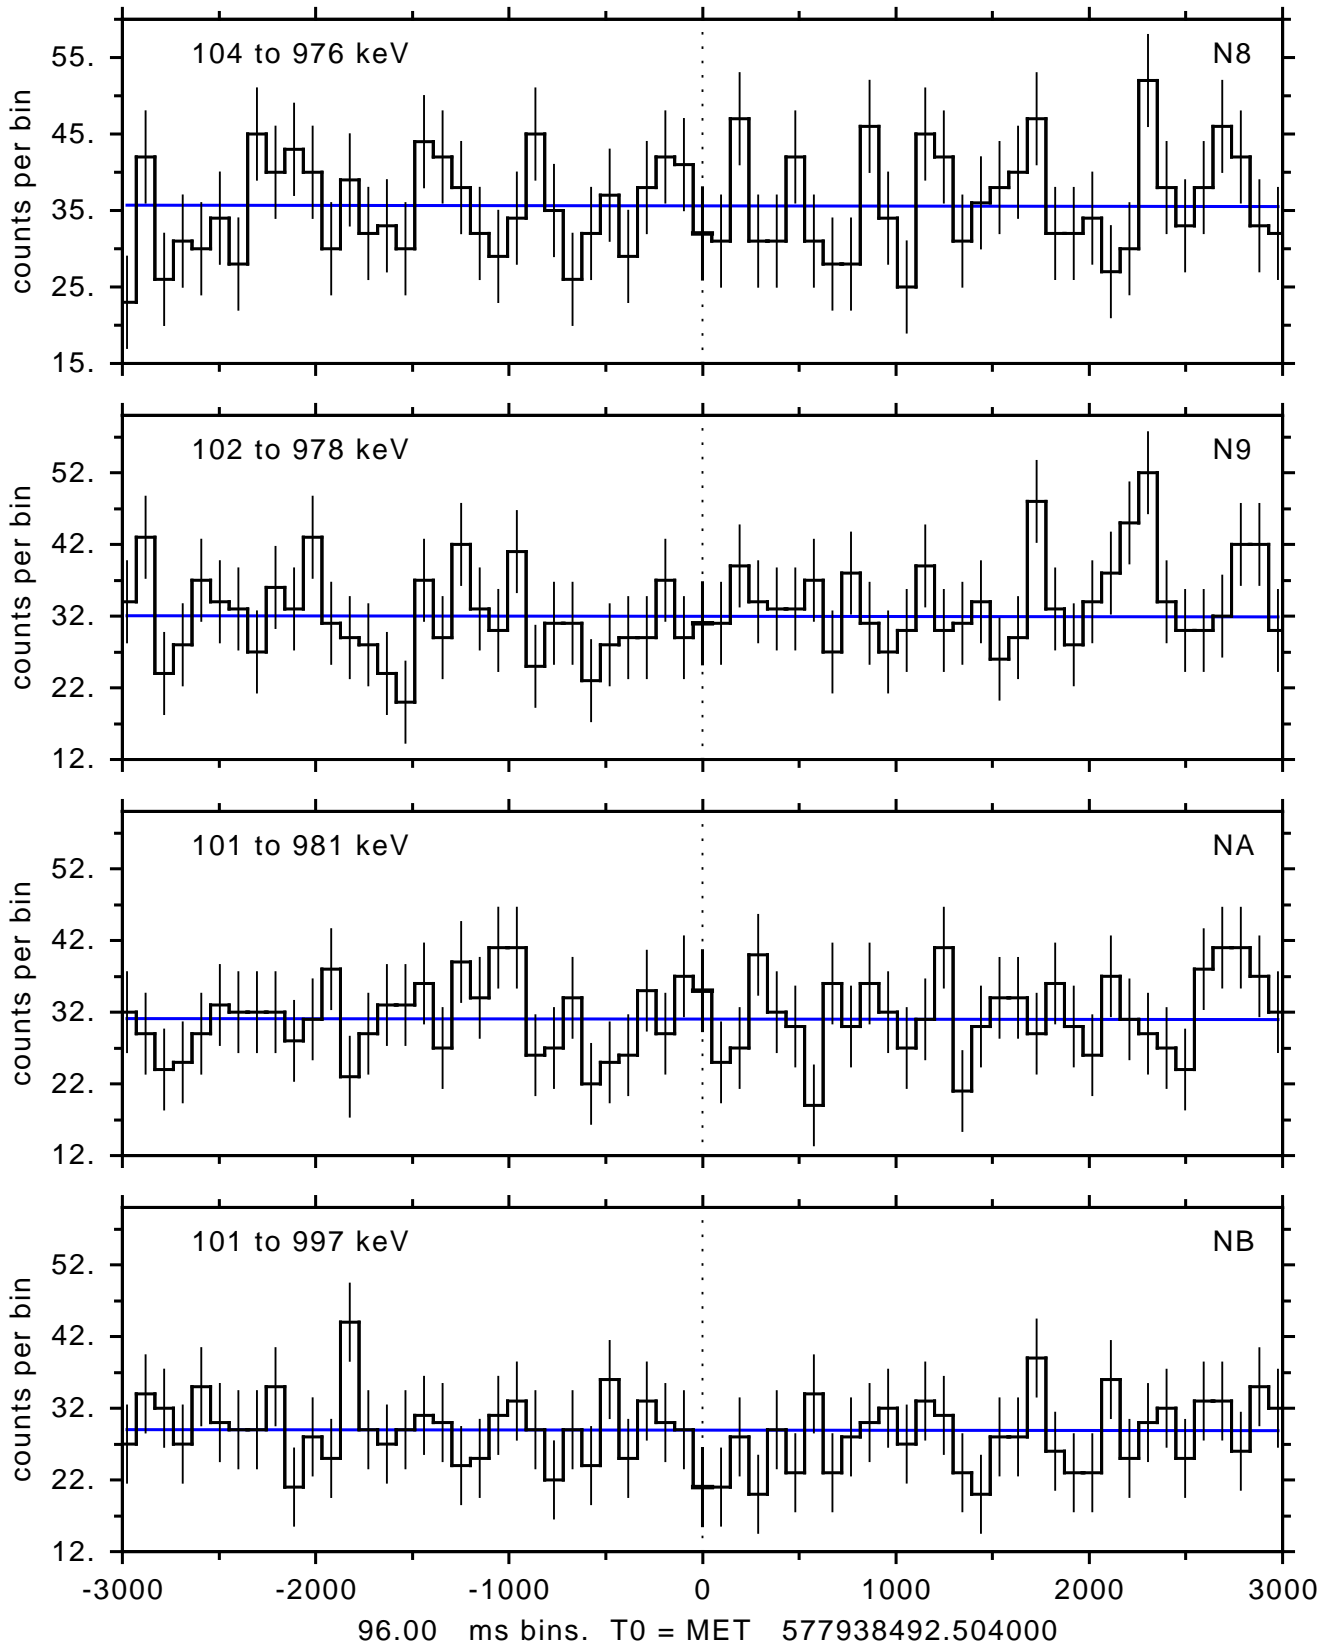 104 to 976 keV N8
55.
45.
35.
25.
15.
counts per bin
102 to 978 keV N9
52.
42.
32.
22.
12.
counts per bin
101 to 981 keV NA
52.
42.
32.
22.
12.
counts per bin
101 to 997 keV NB
52.
42.
32.
22.
12.
counts per bin
-3000 -2000 -1000 0 1000 2000 3000
96.00 ms bins. T0 = MET 577938492.504000